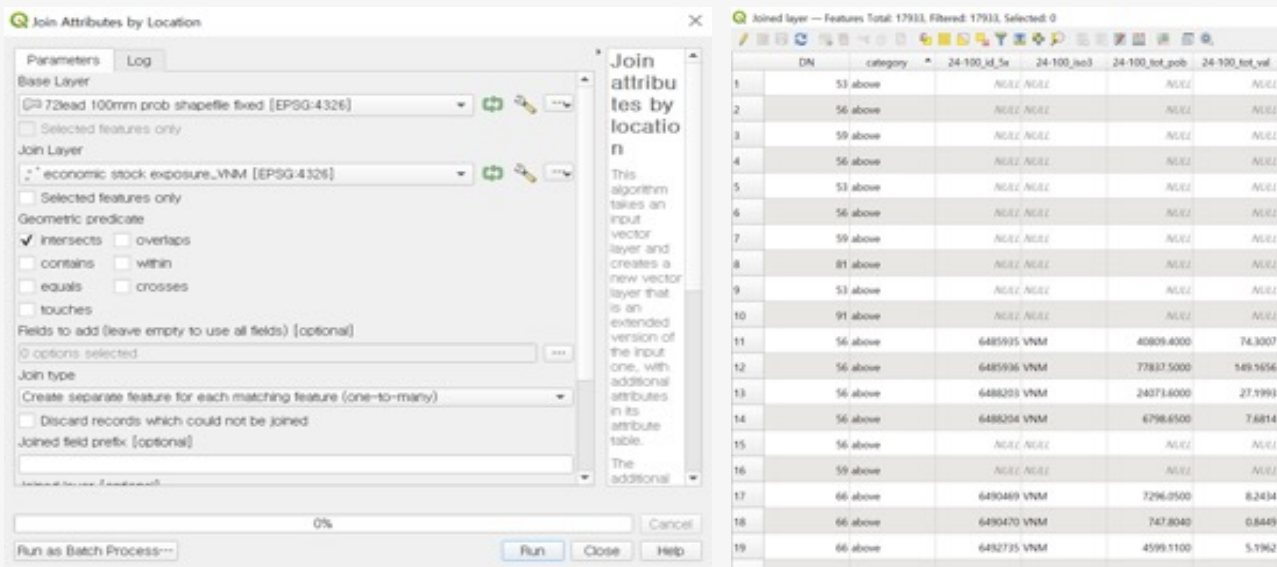 Join Attributes by Location
Parameters
Log
Base Layer
72lead 100mm prob shapefile fixed [EPSG:4326]
Selected features only
Join Layer
economic stock exposure_VNM [EPSG:4326]
Selected features only
Geometric predicate
intersects overlaps
contains within
equals crosses
touches
Fields to add (leave empty to use all fields) [optional]
0 options selected
Join type
Create separate feature for each matching feature (one-to-many)
Discard records which could not be joined
Joined field prefix [optional]
Joined layer [optional]
0%
Cancel
Run as Batch Process...
Run
Close
Help
Join
attribu
tes by
locatio
n
This
algorithm
takes an
input
vector
layer and
creates a
new vector
layer that
is an
extended
version of
the input
one, with
additional
attributes
in its
attribute
table.
The
additional
Joined layer — Features Total: 17933, Filtered: 17933, Selected: 0
DN category 24-100_id_5x 24-100_iso3 24-100_tot_pob 24-100_tot_val
1 53 above NULL NULL NULL NULL
2 56 above NULL NULL NULL NULL
3 59 above NULL NULL NULL NULL
4 56 above NULL NULL NULL NULL
5 53 above NULL NULL NULL NULL
6 56 above NULL NULL NULL NULL
7 59 above NULL NULL NULL NULL
8 81 above NULL NULL NULL NULL
9 53 above NULL NULL NULL NULL
10 91 above NULL NULL NULL NULL
11 56 above 6485935 VNM 40809.4000 74.3007
12 56 above 6485936 VNM 77837.5000 149.1656
13 56 above 6488203 VNM 24073.6000 27.1993
14 56 above 6488204 VNM 6798.6500 7.6814
15 56 above NULL NULL NULL NULL
16 59 above NULL NULL NULL NULL
17 66 above 6490469 VNM 7296.0500 8.2434
18 66 above 6490470 VNM 747.8040 0.8449
19 66 above 6492735 VNM 4599.1100 5.1962